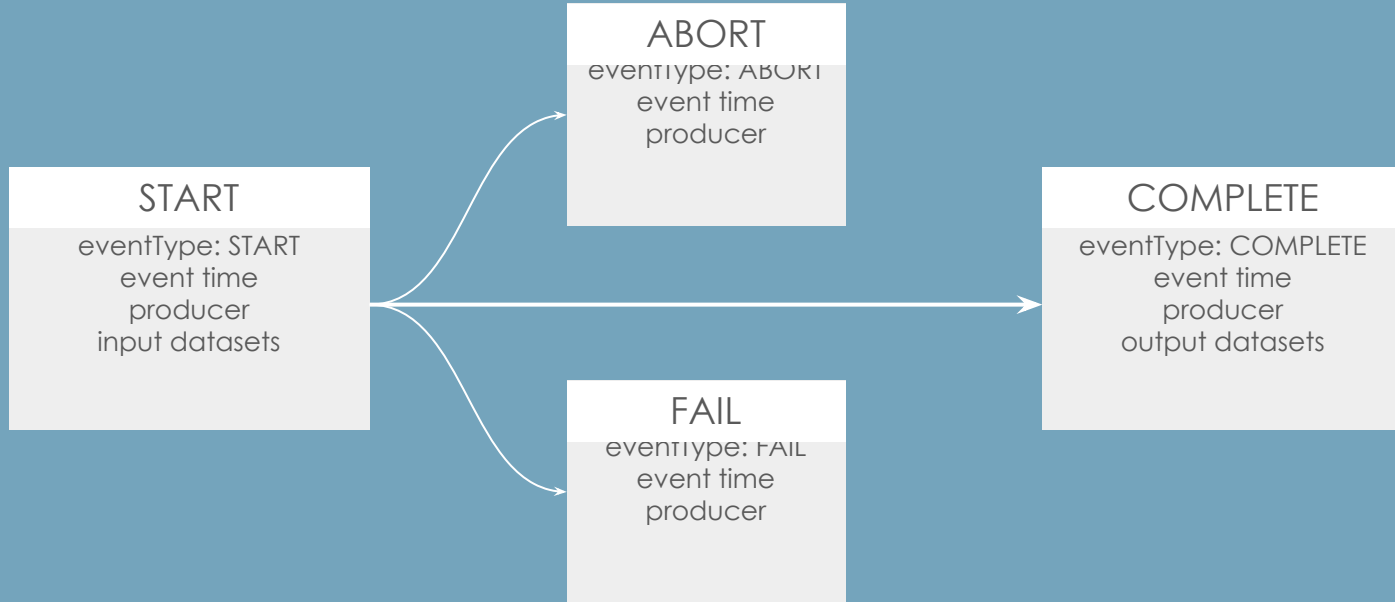 START
eventType: START
event time
producer
input datasets
ABORT
eventType: ABORT
event time
producer
FAIL
eventType: FAIL
event time
producer
COMPLETE
eventType: COMPLETE
event time
producer
output datasets